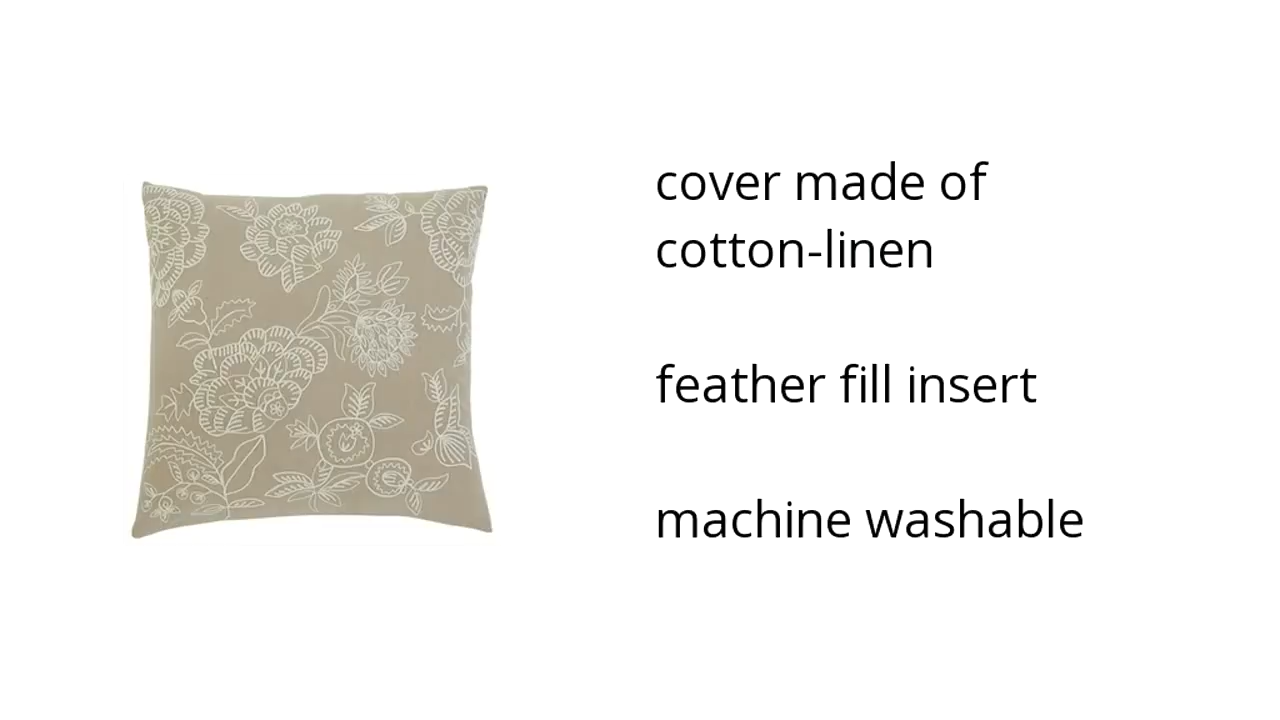 cover made of
cotton-linen
feather fill insert
machine washable